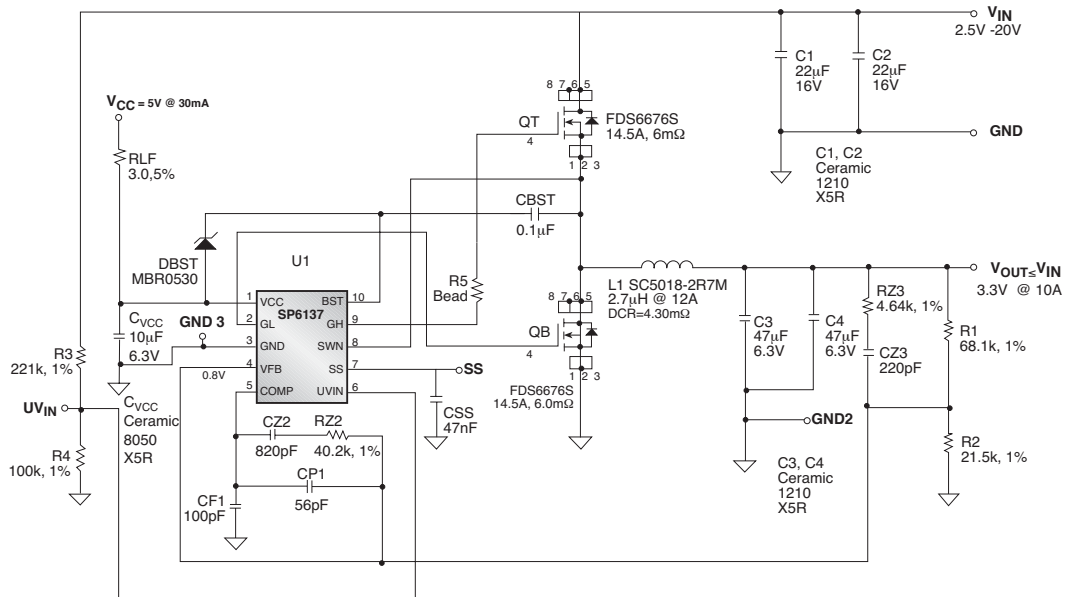 VIN
2.5V -20V
C1
22µF
16V
C2
22µF
16V
GND
C1, C2
Ceramic
1210
X5R
8 7 6 5
QT
4
FDS6676S
14.5A, 6mΩ
1 2 3
VCC = 5V @ 30mA
RLF
3.0,5%
CBST
0.1µF
DBST
MBR0530
U1
R5
Bead
1 VCC
2 GL
3 GND
4 VFB
5 COMP
SP6137
BST 10
GH 9
SWN 8
SS 7
UVIN 6
CVCC
10µF
6.3V
GND 3
0.8V
R3
221k, 1%
UVIN
R4
100k, 1%
CVCC
Ceramic
8050
X5R
CZ2
820pF
RZ2
40.2k, 1%
CP1
56pF
CF1
100pF
SS
CSS
47nF
L1 SC5018-2R7M
2.7µH @ 12A
DCR=4.30mΩ
8 7 6 5
QB
4
1 2 3
FDS6676S
14.5A, 6.0mΩ
VOUT≤VIN
3.3V @ 10A
C3
47µF
6.3V
C4
47µF
6.3V
RZ3
4.64k, 1%
CZ3
220pF
R1
68.1k, 1%
R2
21.5k, 1%
GND2
C3, C4
Ceramic
1210
X5R